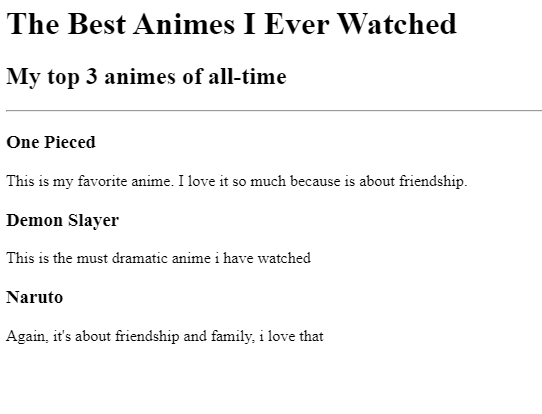 The Best Animes I Ever Watched
My top 3 animes of all-time
One Pieced
This is my favorite anime. I love it so much because is about friendship.
Demon Slayer
This is the must dramatic anime i have watched
Naruto
Again, it's about friendship and family, i love that